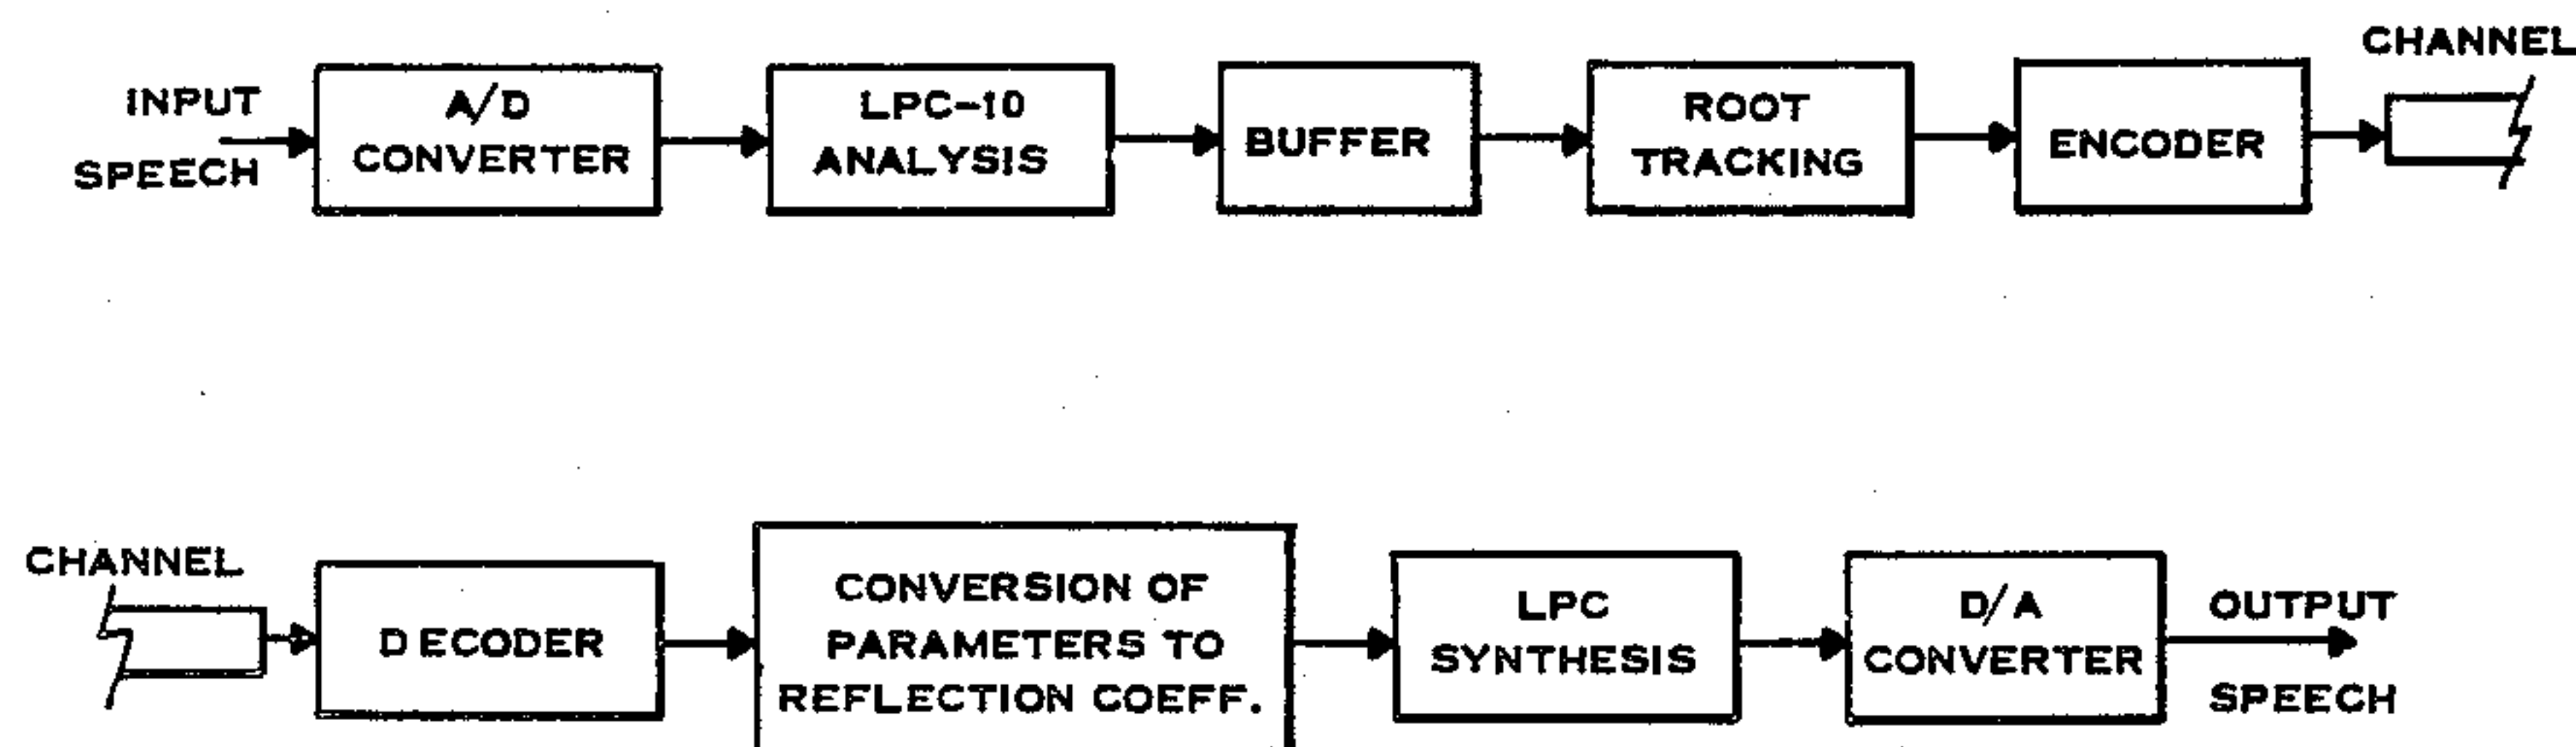 CHANNEL
INPUT
SPEECH
A/D
CONVERTER
LPC-10
ANALYSIS
BUFFER
ROOT
TRACKING
ENCODER
CHANNEL
DECODER
CONVERSION OF
PARAMETERS TO
REFLECTION COEFF.
LPC
SYNTHESIS
D/A
CONVERTER
OUTPUT
SPEECH